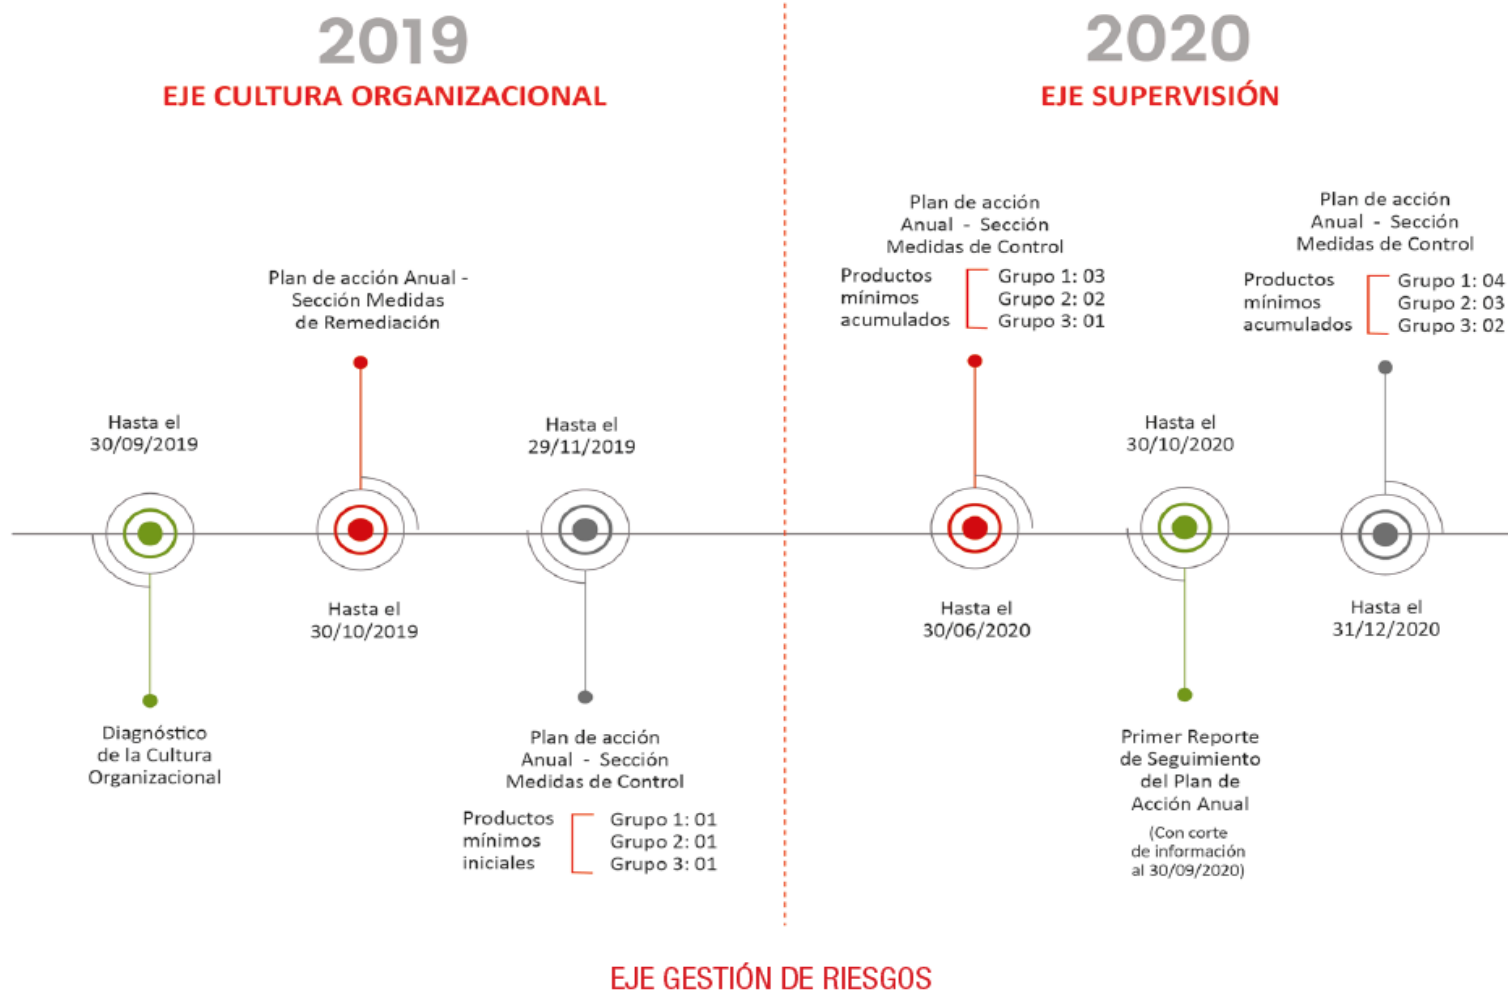 2019
EJE CULTURA ORGANIZACIONAL
Hasta el
30/09/2019
Diagnóstico
de la Cultura
Organizacional
Plan de acción Anual -
Sección Medidas
de Remediación
Hasta el
30/10/2019
Hasta el
29/11/2019
Plan de acción
Anual - Sección
Medidas de Control
Productos
mínimos
iniciales
Grupo 1: 01
Grupo 2: 01
Grupo 3: 01
2020
EJE SUPERVISIÓN
Plan de acción
Anual - Sección
Medidas de Control
Productos
mínimos
acumulados
Grupo 1: 03
Grupo 2: 02
Grupo 3: 01
Hasta el
30/06/2020
Hasta el
30/10/2020
Primer Reporte
de Seguimiento
del Plan de
Acción Anual
(Con corte
de información
al 30/09/2020)
Plan de acción
Anual - Sección
Medidas de Control
Productos
mínimos
acumulados
Grupo 1: 04
Grupo 2: 03
Grupo 3: 02
Hasta el
31/12/2020
EJE GESTIÓN DE RIESGOS